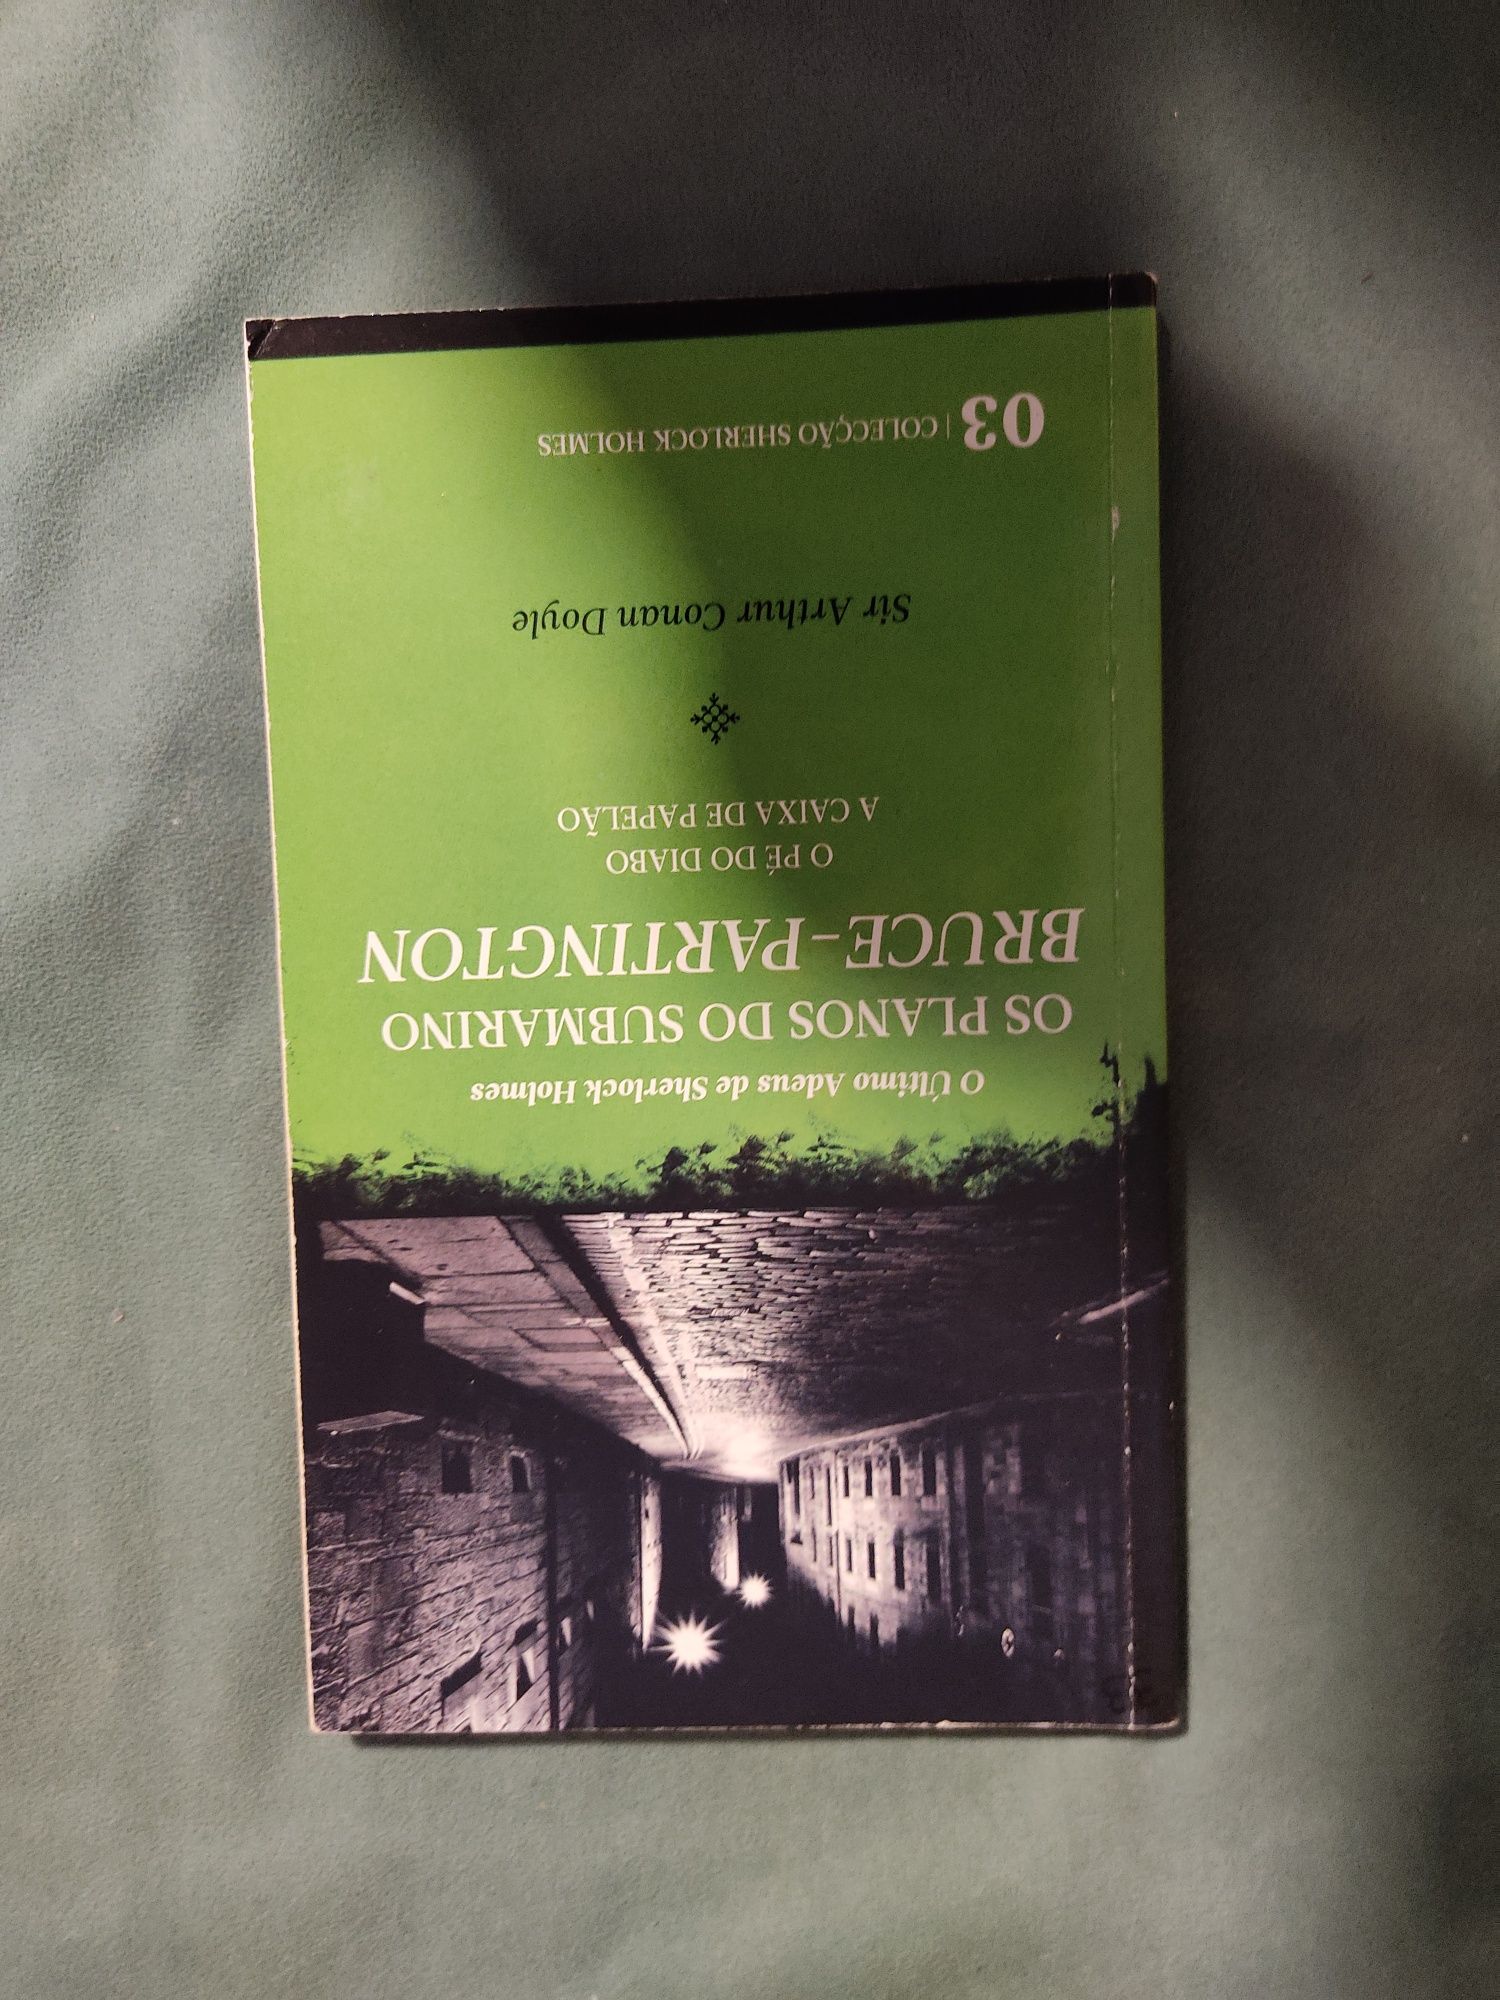 O Último Adeus de Sherlock Holmes
OS PLANOS DO SUBMARINO
BRUCE-PARTINGTON
O PÉ DO DIABO
A CAIXA DE PAPELÃO
Sir Arthur Conan Doyle
03 | COLECÇÃO SHERLOCK HOLMES